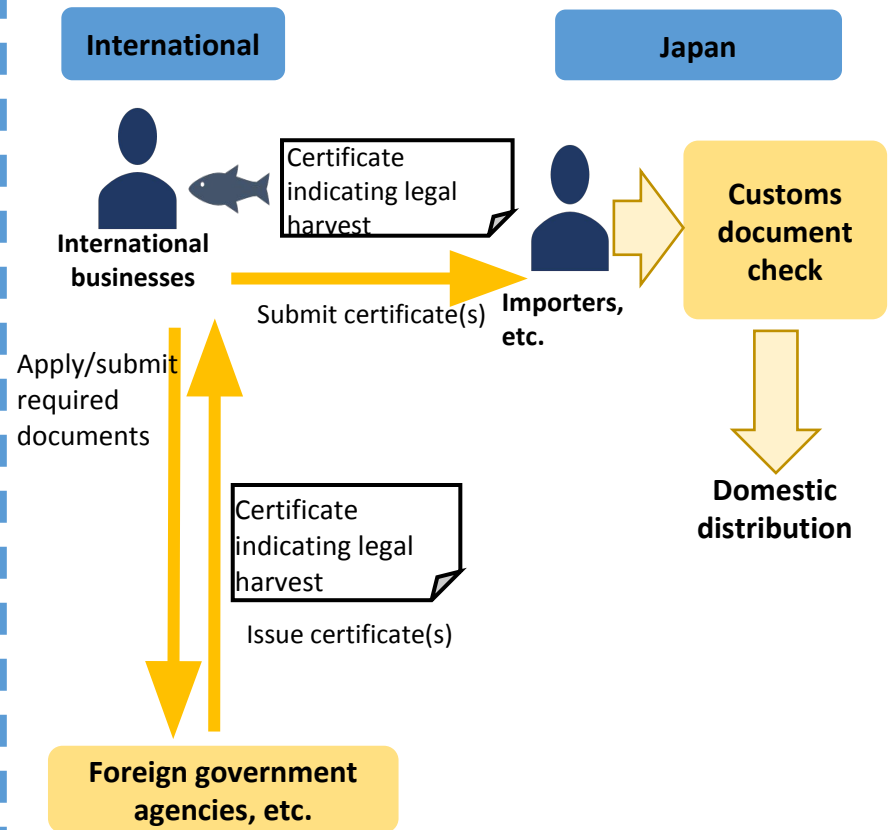 International
Japan
Certificate
indicating legal
harvest
International
businesses
Customs
document
check
Submit certificate(s)
Importers,
etc.
Apply/submit
required
documents
Certificate
indicating legal
harvest
Issue certificate(s)
Domestic
distribution
Foreign government
agencies, etc.